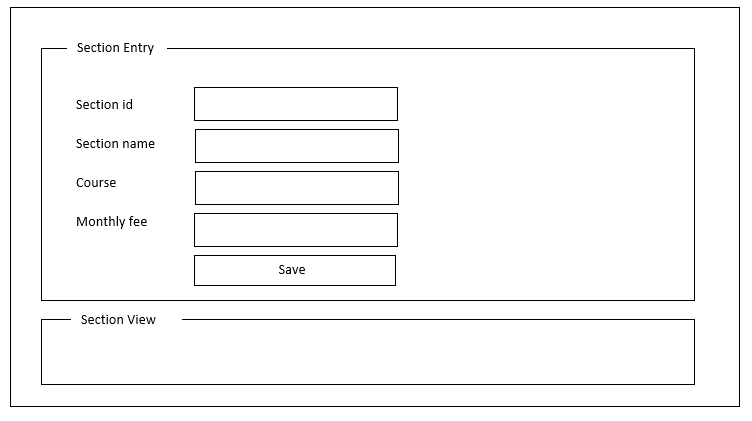 Section Entry
Section id
Section name
Course
Monthly fee
Save
Section View